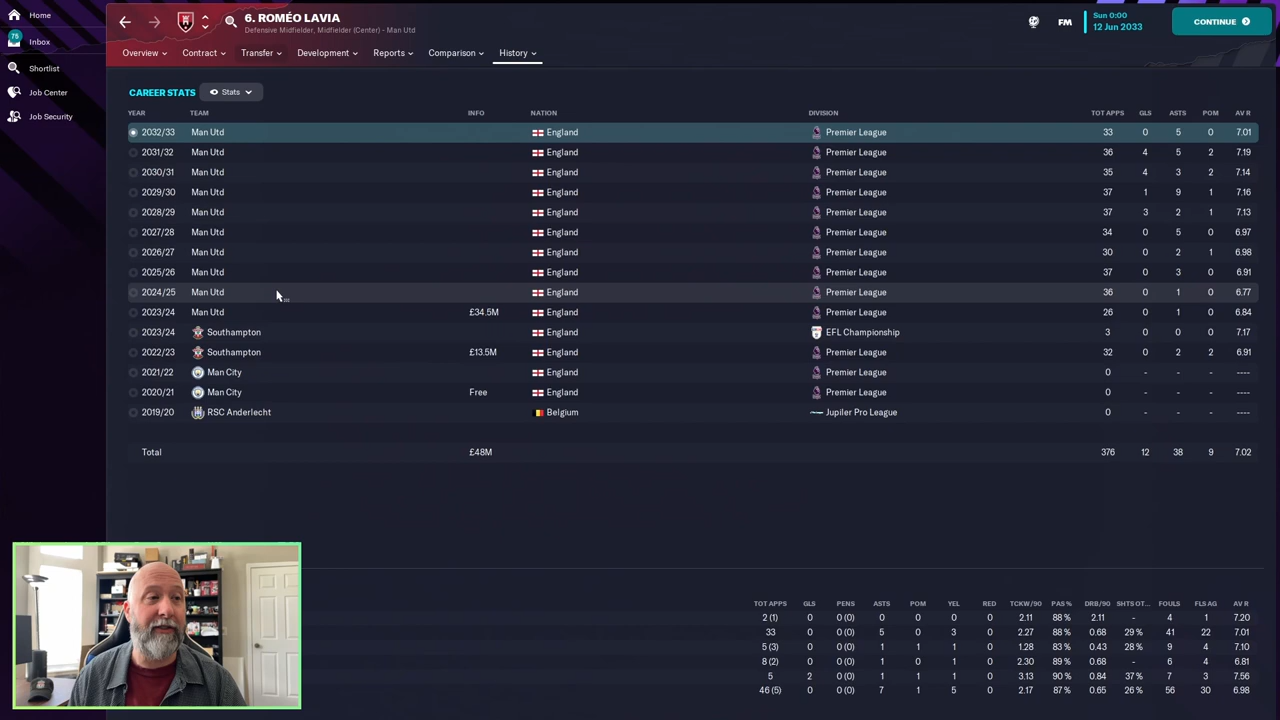 Home
75
Inbox
Shortlist
Job Center
Job Security
6. ROMÉO LAVIA
Defensive Midfielder, Midfielder (Center) - Man Utd
FM
Sun 0:00
12 Jun 2033
CONTINUE
Overview Contract Transfer Development Reports Comparison History
CAREER STATS Stats
YEAR TEAM INFO NATION DIVISION TOT APPS GLS ASTS POM AV R
2032/33 Man Utd England Premier League 33 0 5 0 7.01
2031/32 Man Utd England Premier League 36 4 5 2 7.19
2030/31 Man Utd England Premier League 35 4 3 2 7.14
2029/30 Man Utd England Premier League 37 1 9 1 7.16
2028/29 Man Utd England Premier League 37 3 2 1 7.13
2027/28 Man Utd England Premier League 34 0 5 0 6.97
2026/27 Man Utd England Premier League 30 0 2 1 6.98
2025/26 Man Utd England Premier League 37 0 3 0 6.91
2024/25 Man Utd England Premier League 36 0 1 0 6.77
2023/24 Man Utd £34.5M England Premier League 26 0 1 0 6.84
2023/24 Southampton England EFL Championship 3 0 0 0 7.17
2022/23 Southampton £13.5M England Premier League 32 0 2 2 6.91
2021/22 Man City England Premier League 0 - - - ----
2020/21 Man City Free England Premier League 0 - - - ----
2019/20 RSC Anderlecht Belgium Jupiler Pro League 0 - - - ----
Total £48M 376 12 38 9 7.02
TOT APPS GLS PENS ASTS POM YEL RED TCKW/90 PAS % DRB/90 SHTS OT... FOULS FLS AG AV R
2 (1) 0 0 (0) 0 0 0 0 2.11 88 % 2.11 - 4 1 7.20
33 0 0 (0) 5 0 3 0 2.27 88 % 0.68 29 % 41 22 7.01
5 (3) 0 0 (0) 1 1 1 0 1.28 83 % 0.43 28 % 9 4 7.10
8 (2) 0 0 (0) 1 0 1 0 2.30 89 % 0.68 - 6 4 6.81
5 2 0 (0) 1 1 1 0 3.13 90 % 0.84 37 % 7 3 7.56
46 (5) 0 0 (0) 7 1 5 0 2.17 87 % 0.65 26 % 56 30 6.98